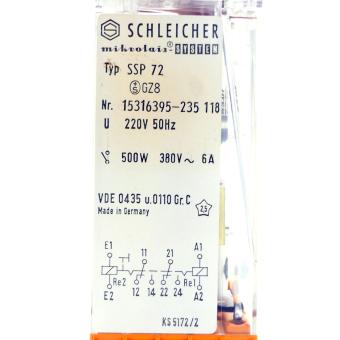 S SCHLEICHER
mikrolais-SYSTEM
Typ SSP 72
GZ8
Nr. 15316395-235 118
U 220V 50Hz
500W 380V~ 6A
VDE 0435 u.0110 Gr.C
Made in Germany
2,5
E1 11 21 A1
Re2 Re1
E2 12 14 22 24 A2
KS 5172/2